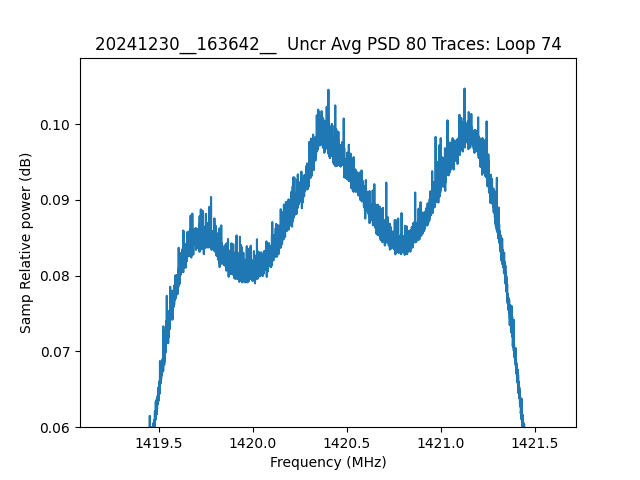 20241230__163642__  Uncr Avg PSD 80 Traces: Loop 74
Samp Relative power (dB)
0.10
0.09
0.08
0.07
0.06
1419.5 1420.0 1420.5 1421.0 1421.5
Frequency (MHz)